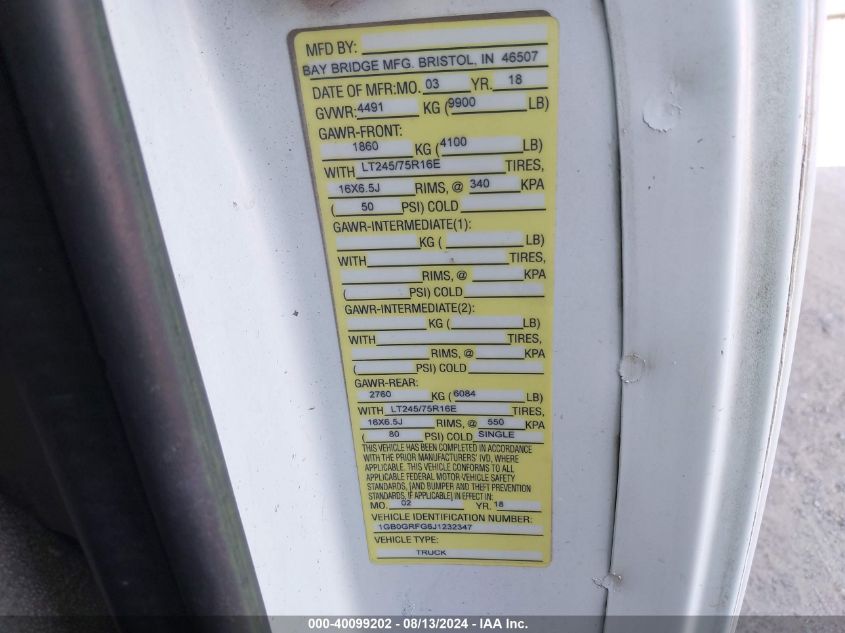 MFD BY:
BAY BRIDGE MFG. BRISTOL, IN 46507
DATE OF MFR:MO. 03 YR. 18
GVWR: 4491 KG (9900 LB)
GAWR-FRONT:
1860 KG (4100 LB)
WITH LT245/75R16E TIRES,
16X6.5J RIMS, @ 340 KPA
( 50 PSI) COLD
GAWR-INTERMEDIATE(1):
KG ( LB)
WITH TIRES,
RIMS, @ KPA
( PSI) COLD
GAWR-INTERMEDIATE(2):
KG ( LB)
WITH TIRES,
RIMS, @ KPA
( PSI) COLD
GAWR-REAR:
2760 KG (6084 LB)
WITH LT245/75R16E TIRES,
16X6.5J RIMS, @ 550 KPA
( 80 PSI) COLD SINGLE
THIS VEHICLE HAS BEEN COMPLETED IN ACCORDANCE
WITH THE PRIOR MANUFACTURERS' IVD, WHERE
APPLICABLE. THIS VEHICLE CONFORMS TO ALL
APPLICABLE FEDERAL MOTOR VEHICLE SAFETY
STANDARDS, [AND BUMPER AND THEFT PREVENTION
STANDARDS, IF APPLICABLE] IN EFFECT IN:
MO. 02 YR. 18
VEHICLE IDENTIFICATION NUMBER:
1GB0GRFG6J1232347
VEHICLE TYPE:
TRUCK
000-40099202 - 08/13/2024 - IAA Inc.